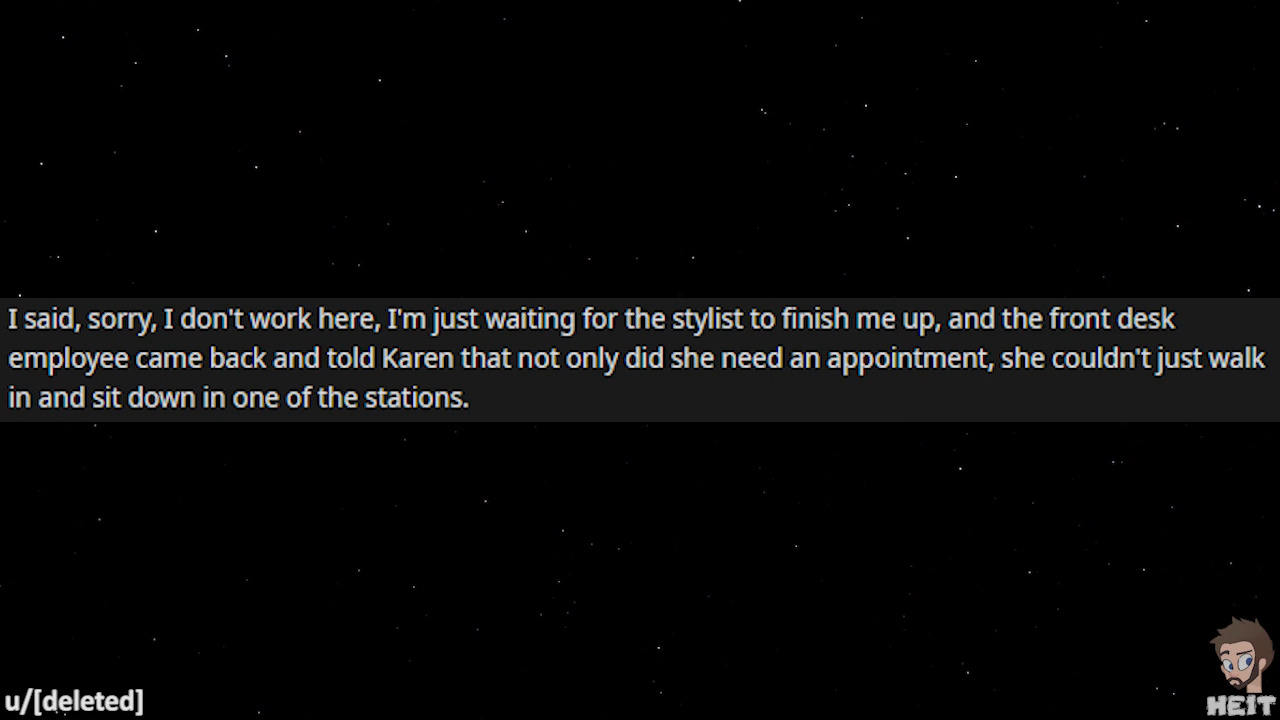 I said, sorry, I don't work here, I'm just waiting for the stylist to finish me up, and the front desk
employee came back and told Karen that not only did she need an appointment, she couldn't just walk
in and sit down in one of the stations.
u/[deleted]
HEIT